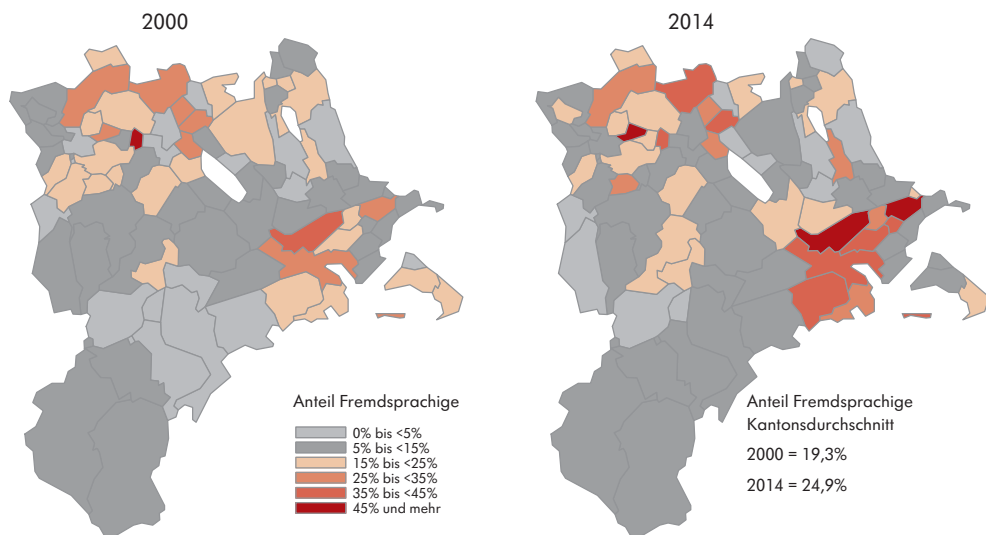 2000
2014
Anteil Fremdsprachige
0% bis <5%
5% bis <15%
15% bis <25%
25% bis <35%
35% bis <45%
45% und mehr
Anteil Fremdsprachige
Kantonsdurchschnitt
2000 = 19,3%
2014 = 24,9%